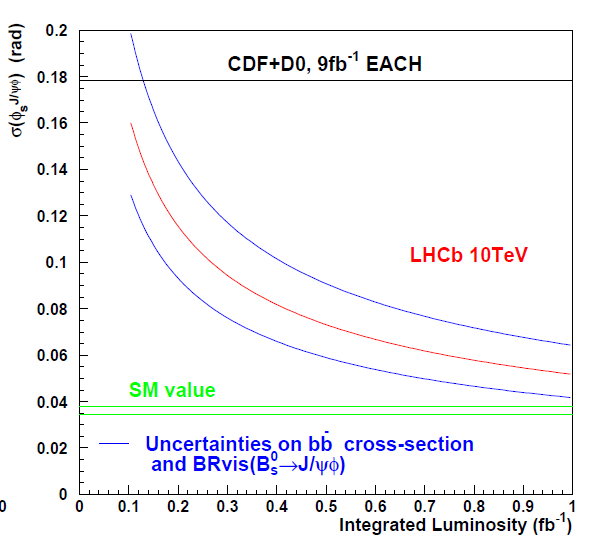 σ(ϕₛ^J/ψϕ) (rad)
0.2
0.18
0.16
0.14
0.12
0.1
0.08
0.06
0.04
0.02
0
CDF+D0, 9fb⁻¹ EACH
LHCb 10TeV
SM value
Uncertainties on bb̄ cross-section
and BRvis(B⁰ₛ→J/ψϕ)
0 0 0.1 0.2 0.3 0.4 0.5 0.6 0.7 0.8 0.9 1
Integrated Luminosity (fb⁻¹)